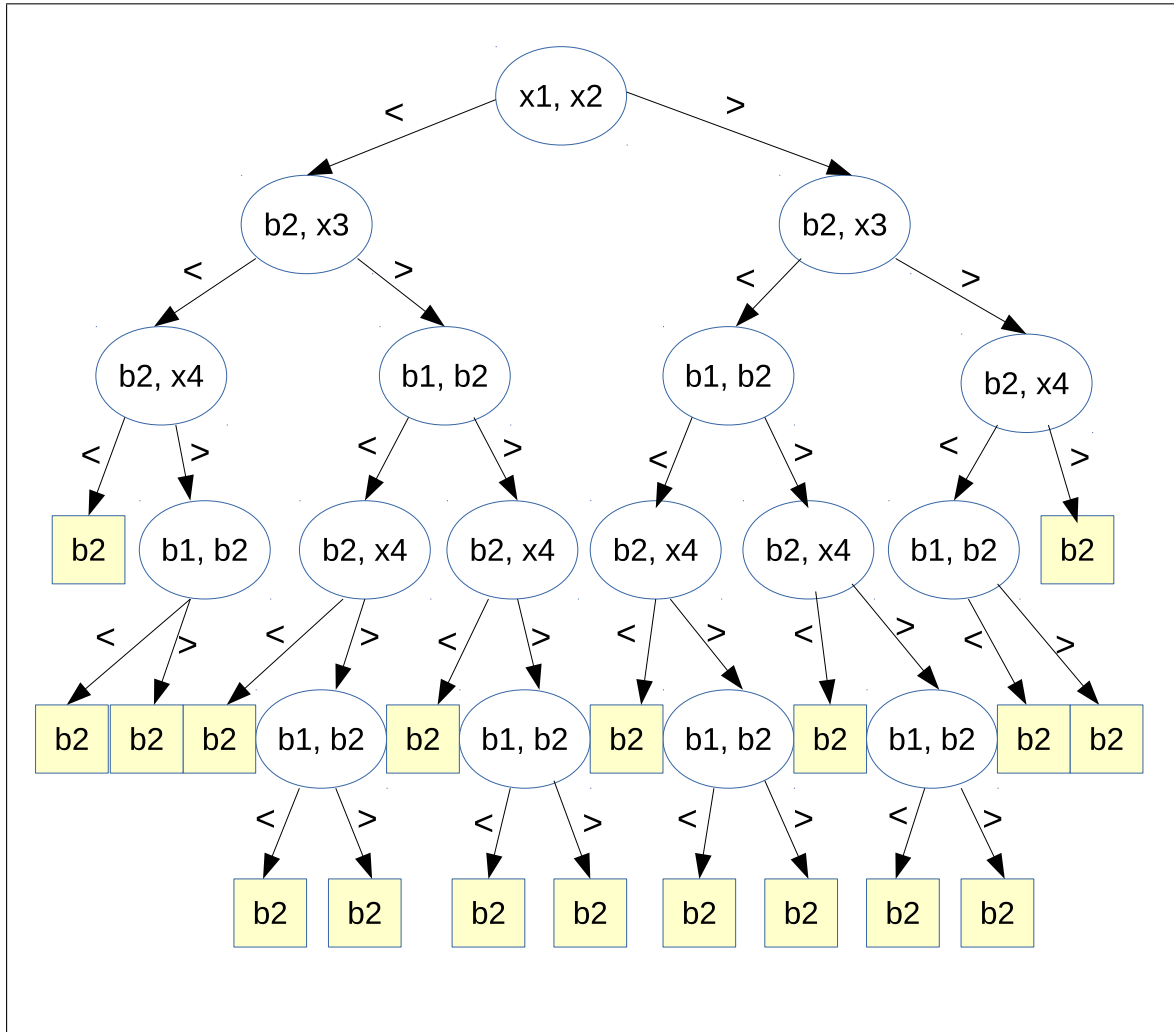 x1, x2
< >
b2, x3 b2, x3
< > < >
b2, x4 b1, b2 b1, b2 b2, x4
< > < > < > < >
b2 b1, b2 b2, x4 b2, x4 b2, x4 b2, x4 b1, b2 b2
< > < > < > < > < > < >
b2 b2 b2 b1, b2 b2 b1, b2 b2 b1, b2 b2 b1, b2 b2 b2
< > < > < > < >
b2 b2 b2 b2 b2 b2 b2 b2